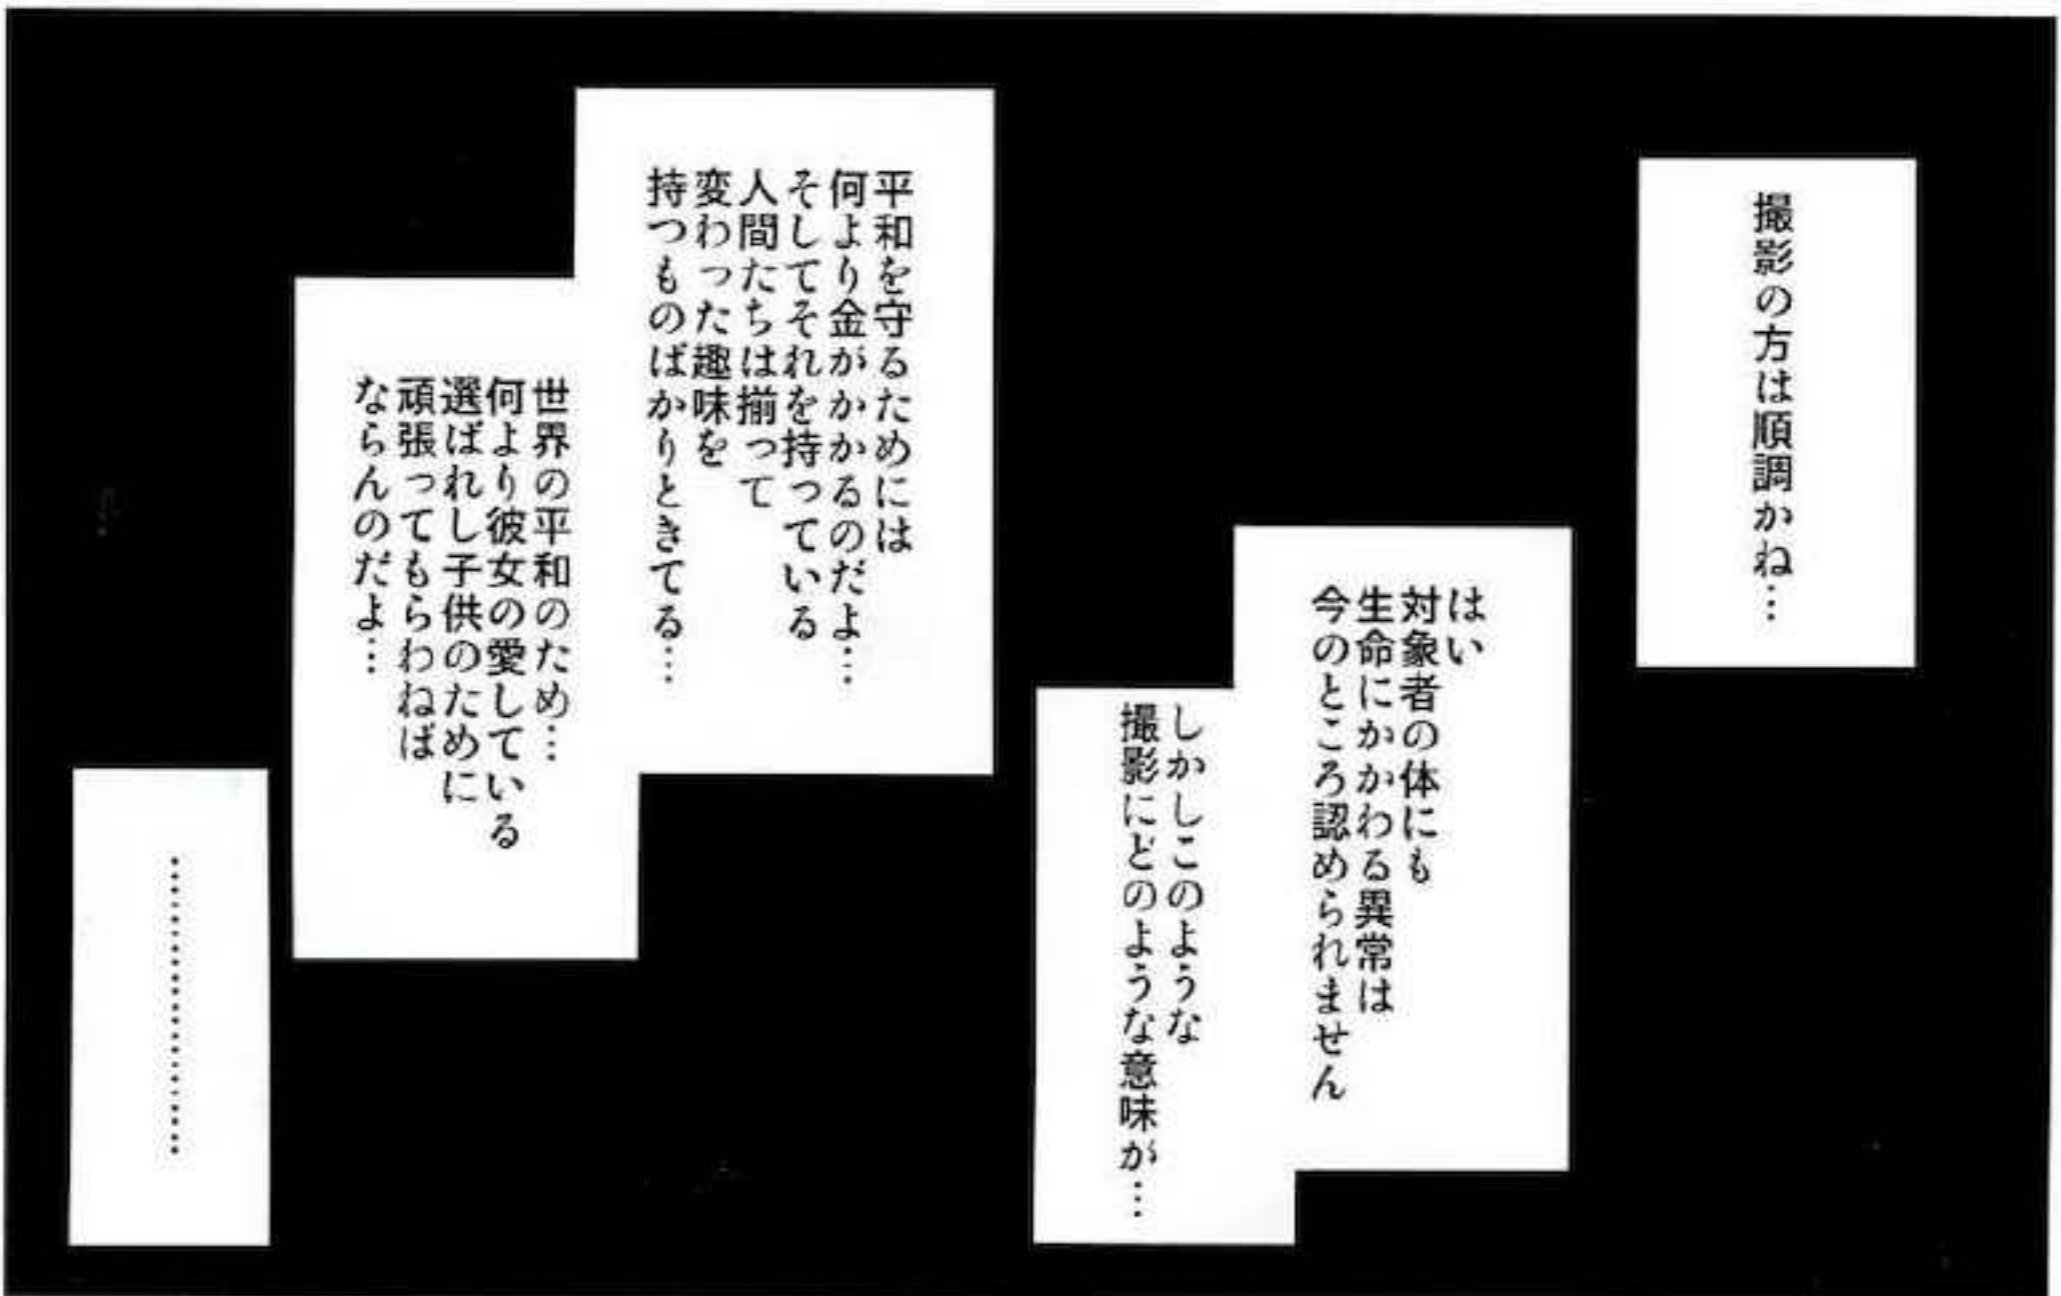 撮影の方は順調かね…
はい
対象者の体にも
生命にかかわる異常は
今のところ認められません
しかしこのような
撮影にどのような意味が…
平和を守るためには
何より金がかかるのだよ…
そしてそれを持っている
人間たちは揃って
変わった趣味を
持つものばかりときてる…
世界の平和のため…
何より彼女の愛している
選ばれし子供のために
頑張ってもらわねば
ならんのだよ…
…………………